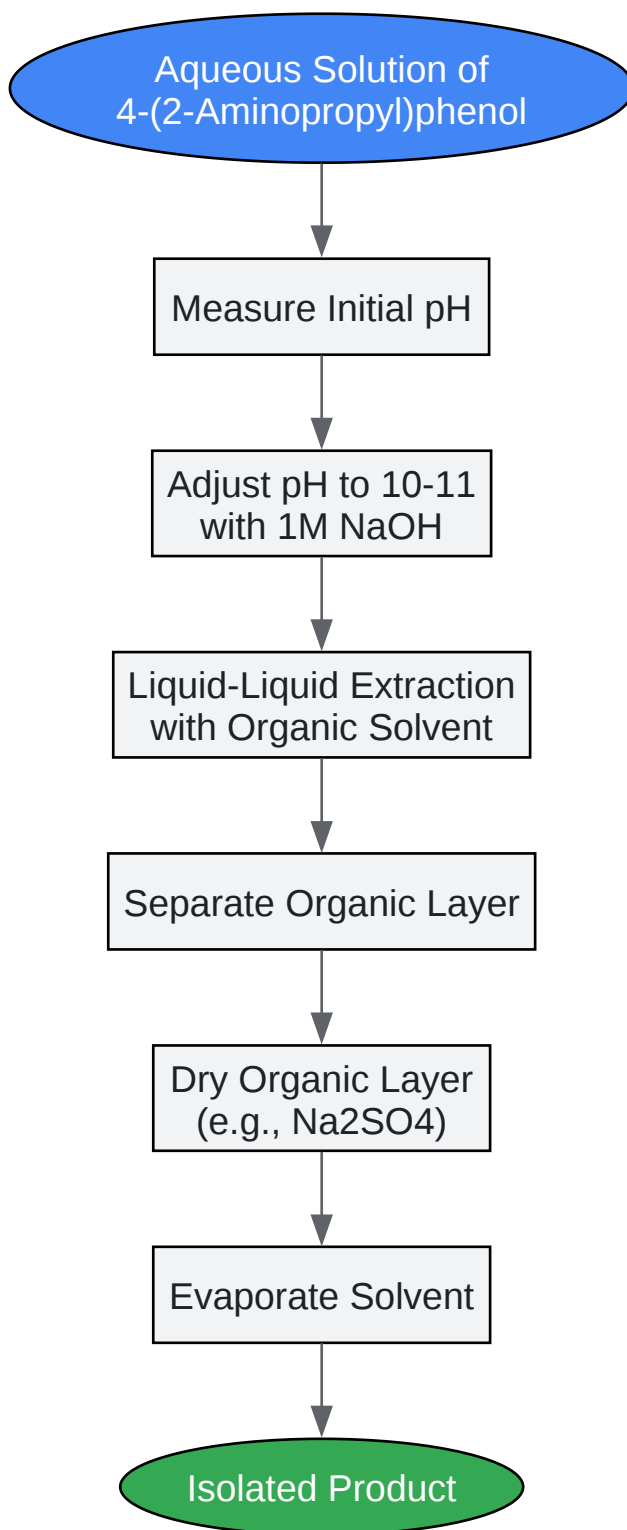 Aqueous Solution of
4-(2-Aminopropyl)phenol
Measure Initial pH
Adjust pH to 10-11
with 1M NaOH
Liquid-Liquid Extraction
with Organic Solvent
Separate Organic Layer
Dry Organic Layer
(e.g., Na2SO4)
Evaporate Solvent
Isolated Product